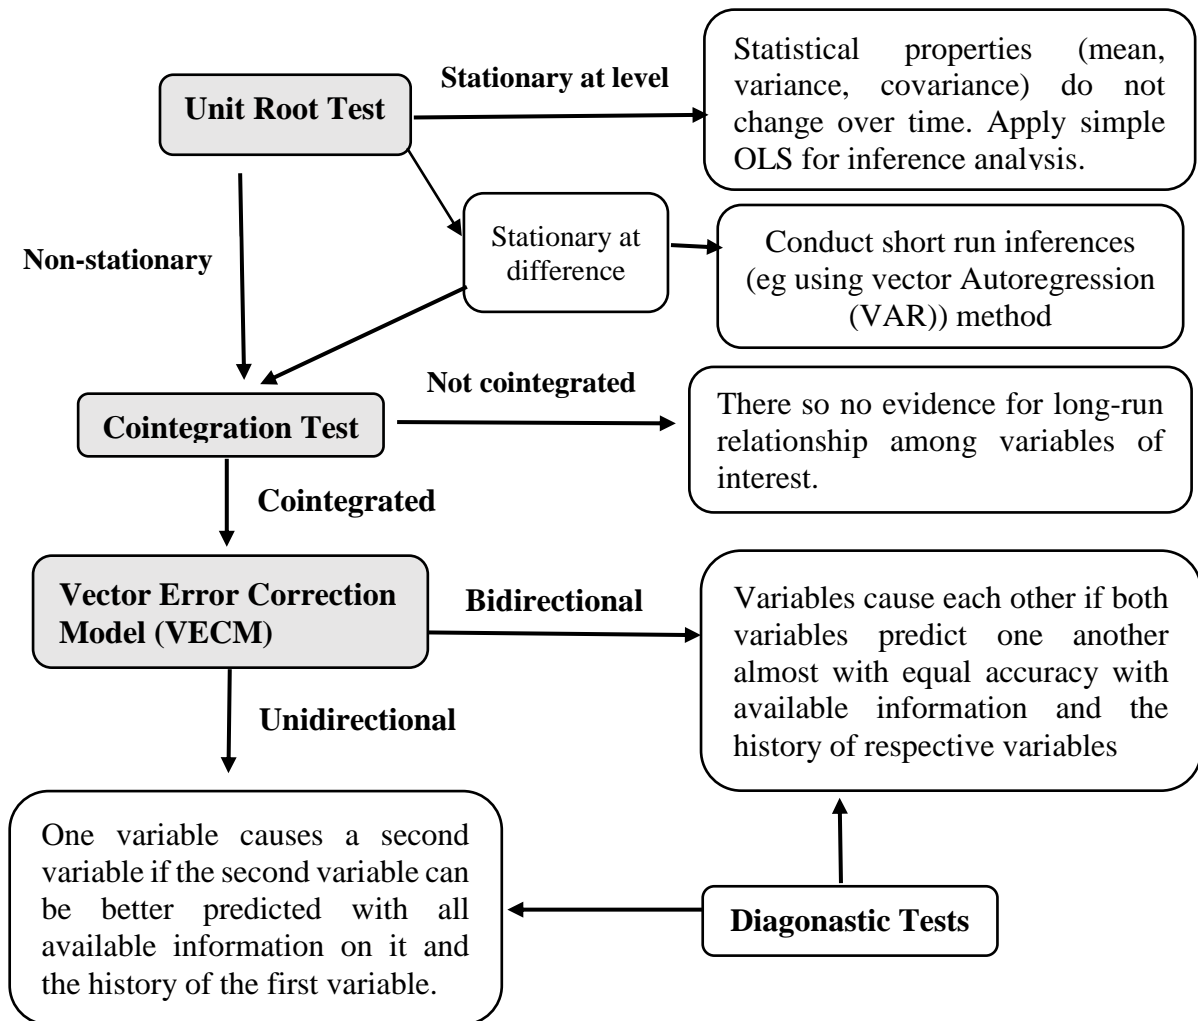 Stationary at level
Unit Root Test
Statistical properties (mean,
variance, covariance) do not
change over time. Apply simple
OLS for inference analysis.
Non-stationary
Stationary at
difference
Conduct short run inferences
(eg using vector Autoregression
(VAR)) method
Not cointegrated
Cointegration Test
There so no evidence for long-run
relationship among variables of
interest.
Cointegrated
Vector Error Correction
Model (VECM)
Bidirectional
Variables cause each other if both
variables predict one another
almost with equal accuracy with
available information and the
history of respective variables
Unidirectional
One variable causes a second
variable if the second variable can
be better predicted with all
available information on it and
the history of the first variable.
Diagonastic Tests